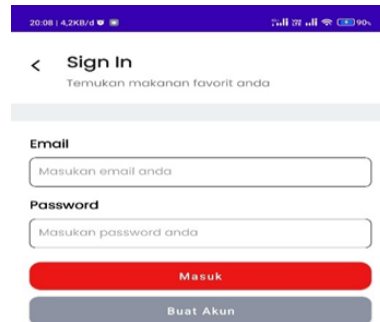 20:08 | 4,2KB/d
90%
Sign In
Temukan makanan favorit anda
Email
Masukan email anda
Password
Masukan password anda
Masuk
Buat Akun